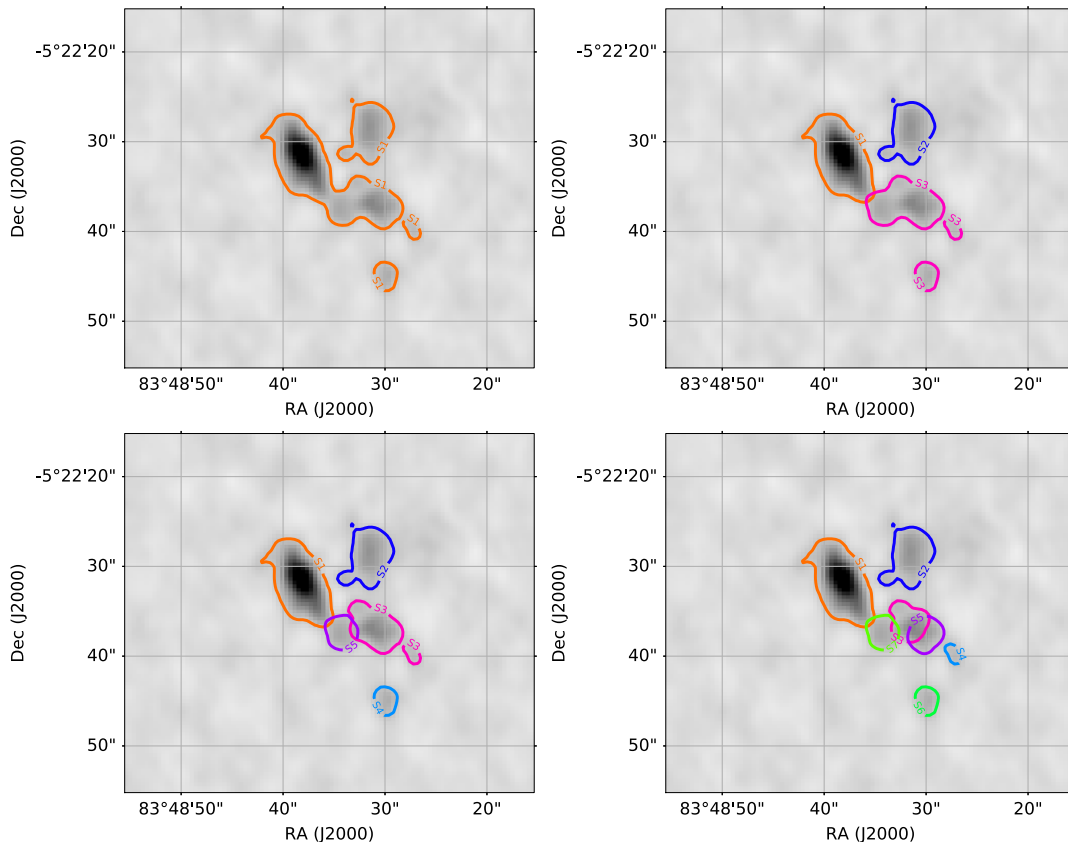 -5°22'20"
30"
40"
50"
Dec (J2000)
83°48'50"
40"
30"
20"
RA (J2000)
S1
S1
S1
S1
S1
-5°22'20"
30"
40"
50"
Dec (J2000)
83°48'50"
40"
30"
20"
RA (J2000)
S1
S2
S3
S3
S3
-5°22'20"
30"
40"
50"
Dec (J2000)
83°48'50"
40"
30"
20"
RA (J2000)
S1
S2
S3
S3
S5
S4
-5°22'20"
30"
40"
50"
Dec (J2000)
83°48'50"
40"
30"
20"
RA (J2000)
S1
S2
S5
S3
S4
S6